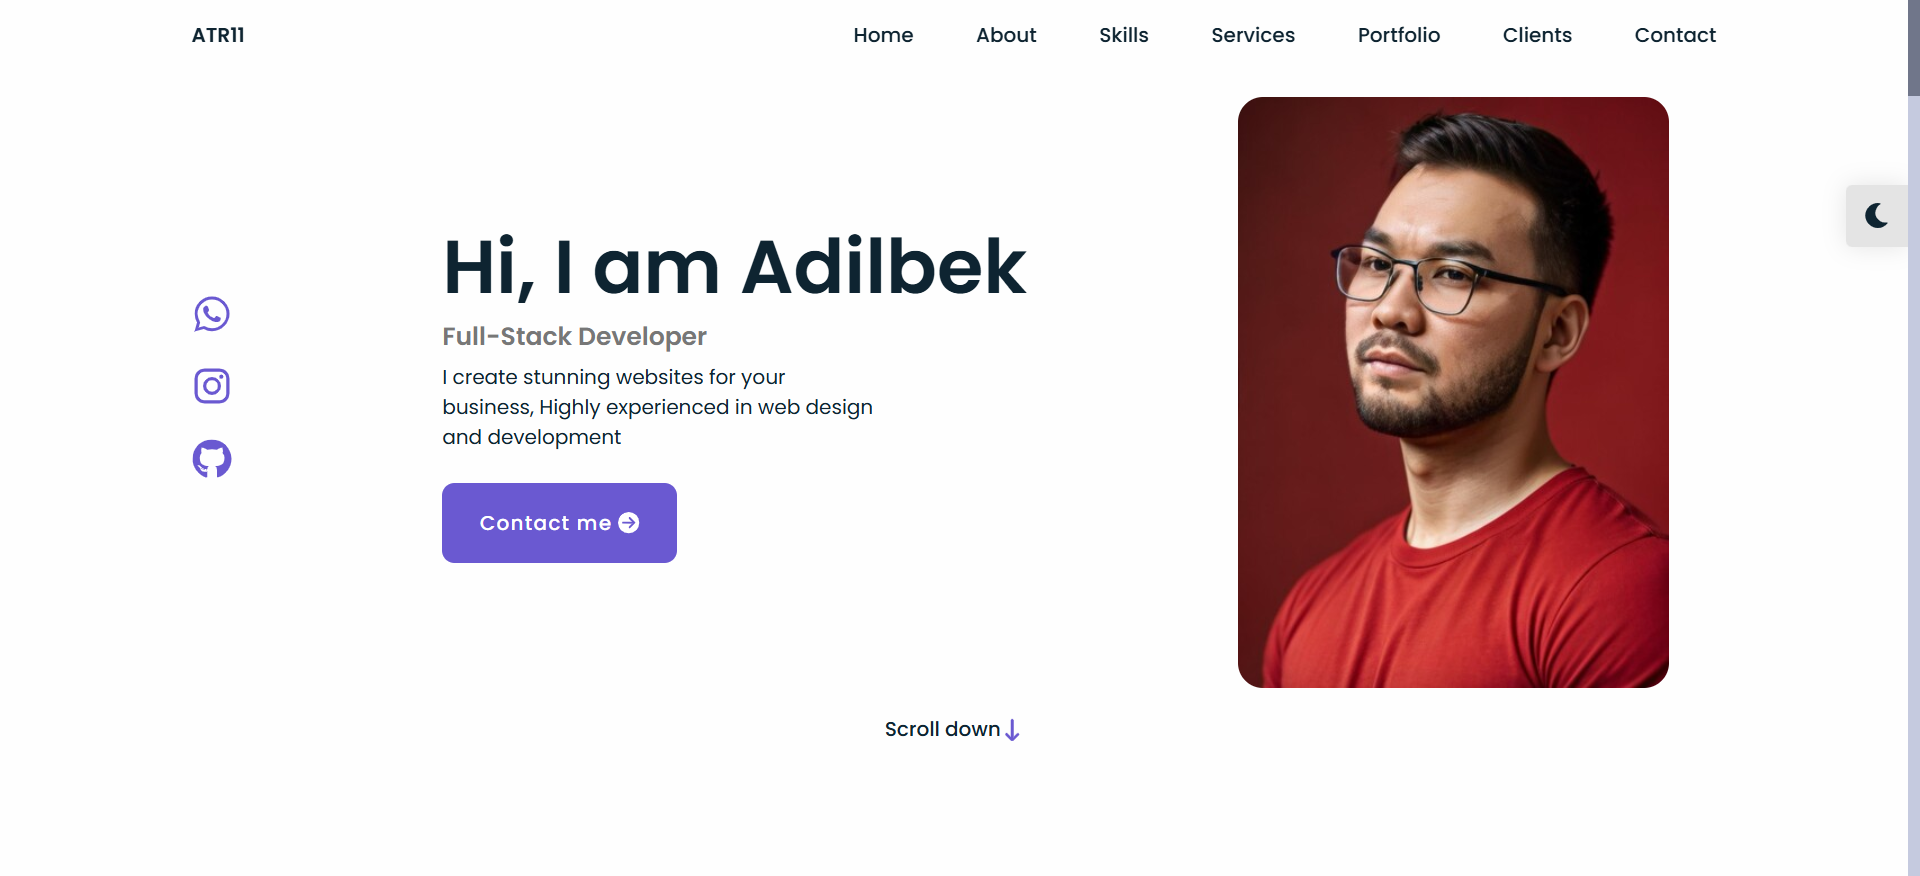 ATR11
Home
About
Skills
Services
Portfolio
Clients
Contact
Hi, I am Adilbek
Full-Stack Developer
I create stunning websites for your
business, Highly experienced in web design
and development
Contact me
Scroll down